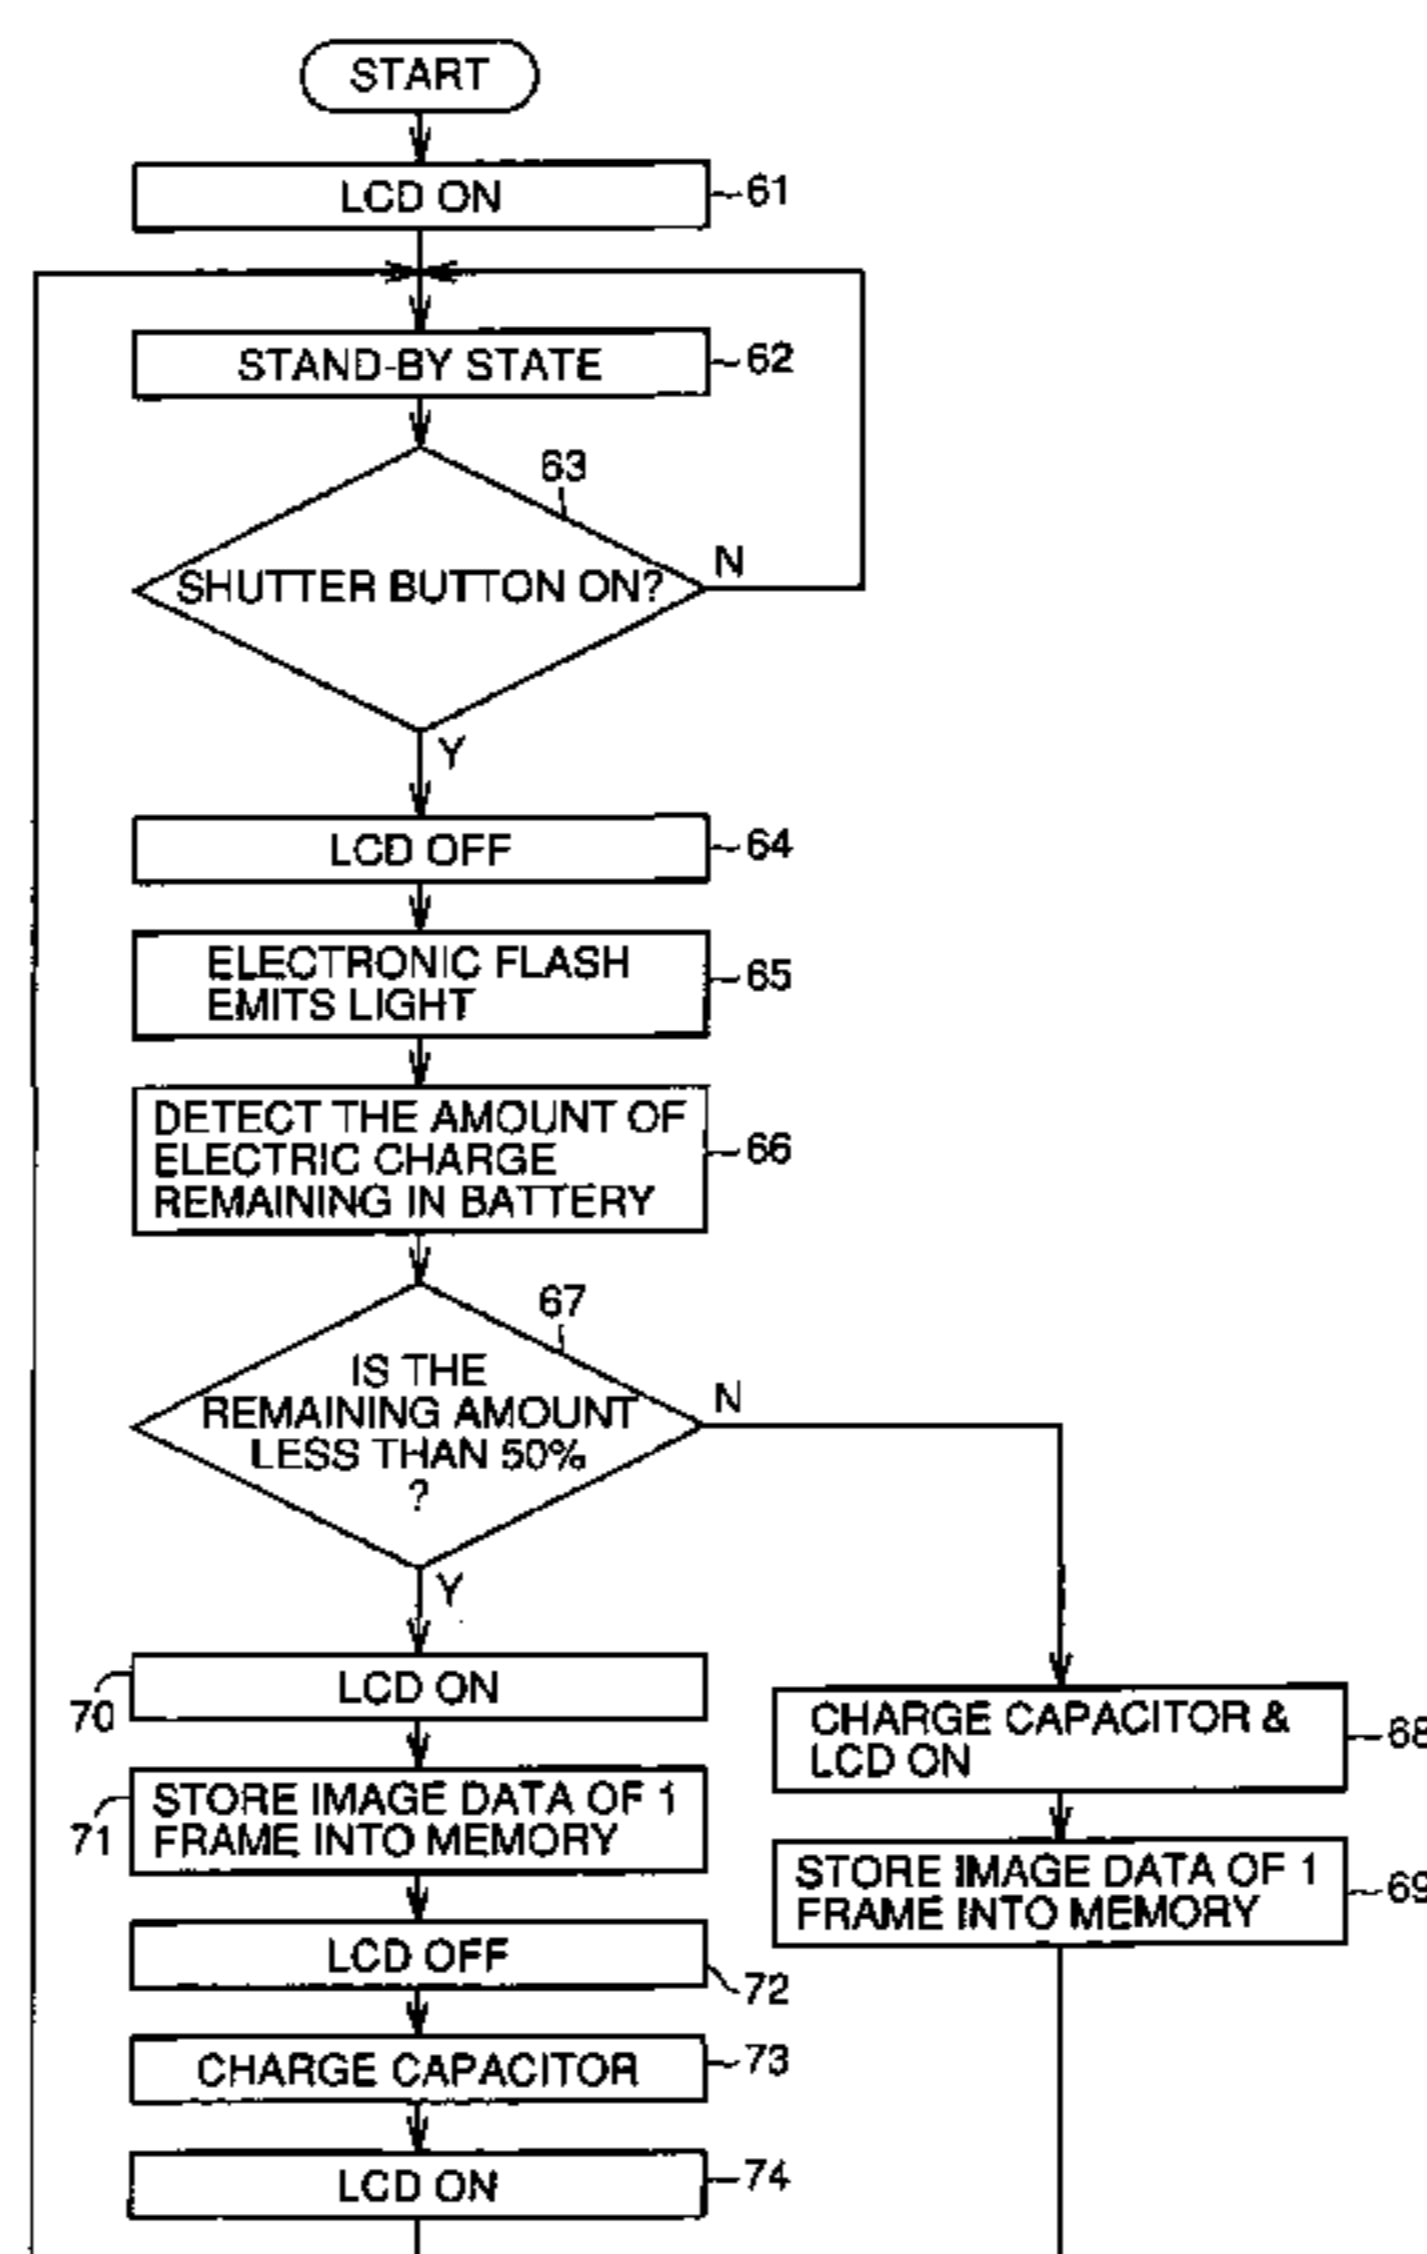 START
LCD ON
61
STAND-BY STATE
62
63
SHUTTER BUTTON ON?
N
Y
LCD OFF
64
ELECTRONIC FLASH
EMITS LIGHT
65
DETECT THE AMOUNT OF
ELECTRIC CHARGE
REMAINING IN BATTERY
66
67
IS THE
REMAINING AMOUNT
LESS THAN 50%
?
N
Y
70
LCD ON
CHARGE CAPACITOR &
LCD ON
68
71
STORE IMAGE DATA OF 1
FRAME INTO MEMORY
STORE IMAGE DATA OF 1
FRAME INTO MEMORY
69
LCD OFF
72
CHARGE CAPACITOR
73
LCD ON
74